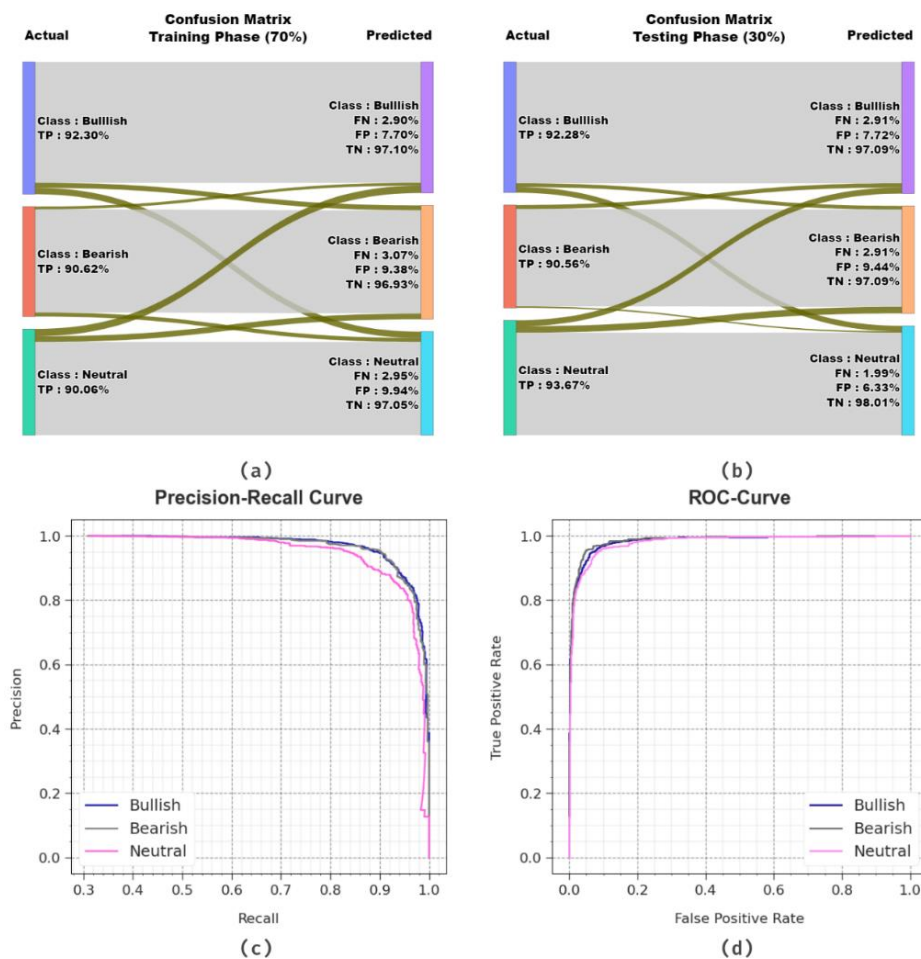 Confusion Matrix
Training Phase (70%)
Actual
Predicted
Class : Bulllish
TP : 92.30%
Class : Bulllish
FN : 2.90%
FP : 7.70%
TN : 97.10%
Class : Bearish
TP : 90.62%
Class : Bearish
FN : 3.07%
FP : 9.38%
TN : 96.93%
Class : Neutral
TP : 90.06%
Class : Neutral
FN : 2.95%
FP : 9.94%
TN : 97.05%
(a)
Confusion Matrix
Testing Phase (30%)
Actual
Predicted
Class : Bulllish
TP : 92.28%
Class : Bulllish
FN : 2.91%
FP : 7.72%
TN : 97.09%
Class : Bearish
TP : 90.56%
Class : Bearish
FN : 2.91%
FP : 9.44%
TN : 97.09%
Class : Neutral
TP : 93.67%
Class : Neutral
FN : 1.99%
FP : 6.33%
TN : 98.01%
(b)
Precision-Recall Curve
Precision
1.0
0.8
0.6
0.4
0.2
0.0
Bullish
Bearish
Neutral
0.3 0.4 0.5 0.6 0.7 0.8 0.9 1.0
Recall
(c)
ROC-Curve
True Positive Rate
1.0
0.8
0.6
0.4
0.2
0.0
Bullish
Bearish
Neutral
0.0 0.2 0.4 0.6 0.8 1.0
False Positive Rate
(d)